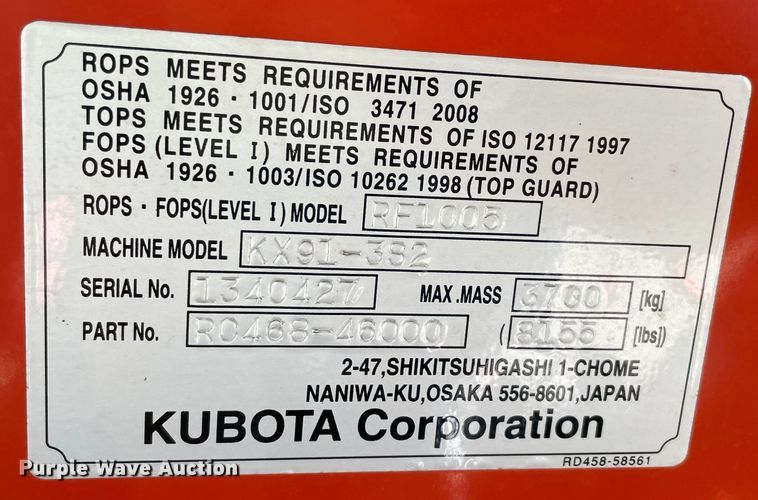 ROPS MEETS REQUIREMENTS OF
OSHA 1926 · 1001/ISO 3471 2008
TOPS MEETS REQUIREMENTS OF ISO 12117 1997
FOPS (LEVEL I) MEETS REQUIREMENTS OF
OSHA 1926 · 1003/ISO 10262 1998 (TOP GUARD)
ROPS · FOPS(LEVEL I) MODEL RF1005
MACHINE MODEL KX91-3S2
SERIAL No. 1340427 MAX.MASS 3700 [kg]
PART No. RC468-46000 (8155 [lbs])
2-47,SHIKITSUHIGASHI 1-CHOME
NANIWA-KU,OSAKA 556-8601,JAPAN
KUBOTA Corporation
RD458-58561
Purple Wave Auction